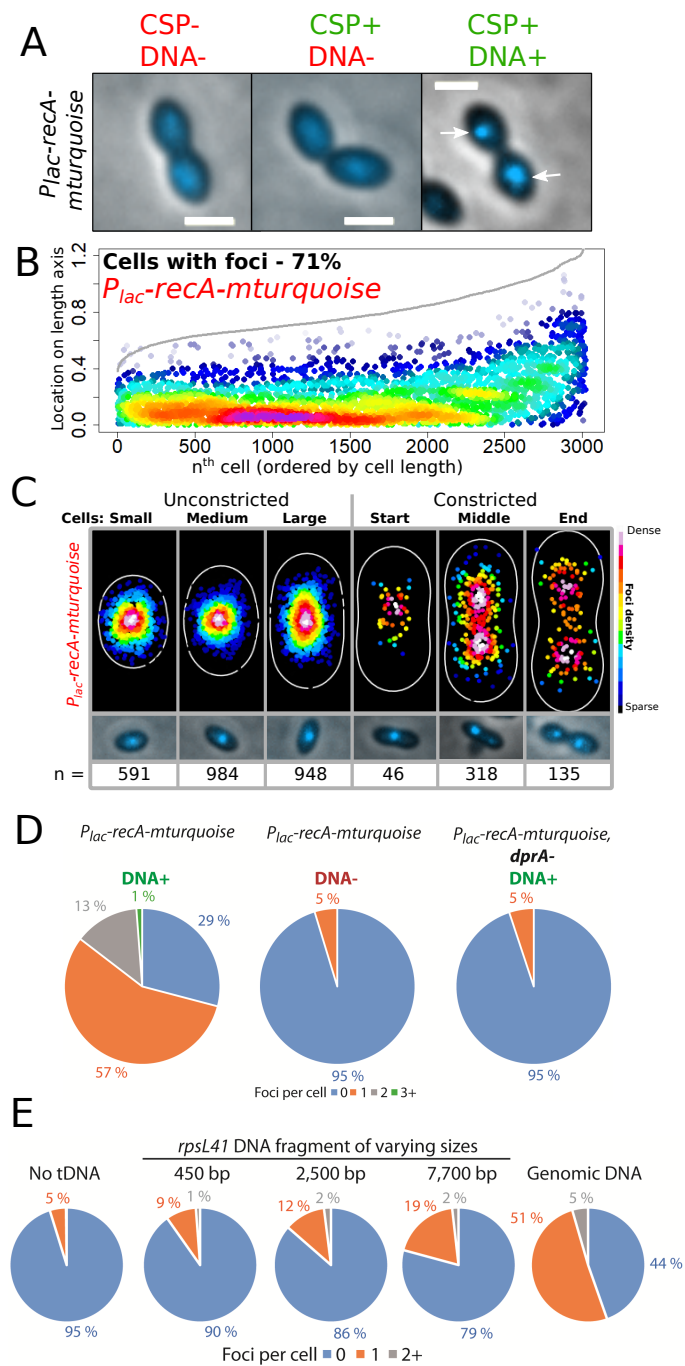 A
CSP- CSP+ CSP+
DNA- DNA- DNA+
Plac-recA-
mturquoise
B
Cells with foci - 71%
Plac-recA-mturquoise
Location on length axis
1.2
0.8
0.4
0.0
0 500 1000 1500 2000 2500 3000
nth cell (ordered by cell length)
C
Unconstricted Constricted
Cells: Small Medium Large Start Middle End
Plac-recA-mturquoise
Dense
Foci density
Sparse
n = 591 984 948 46 318 135
D
Plac-recA-mturquoise Plac-recA-mturquoise Plac-recA-mturquoise,
dprA-
DNA+ DNA- DNA+
1 % 5 % 5 %
13 %
29 %
57 %
95 % 95 %
Foci per cell 0 1 2 3+
E
rpsL41 DNA fragment of varying sizes
No tDNA 450 bp 2,500 bp 7,700 bp Genomic DNA
5 % 9 % 1 % 12 % 2 % 19 % 2 % 51 % 5 %
44 %
95 % 90 % 86 % 79 %
Foci per cell 0 1 2+